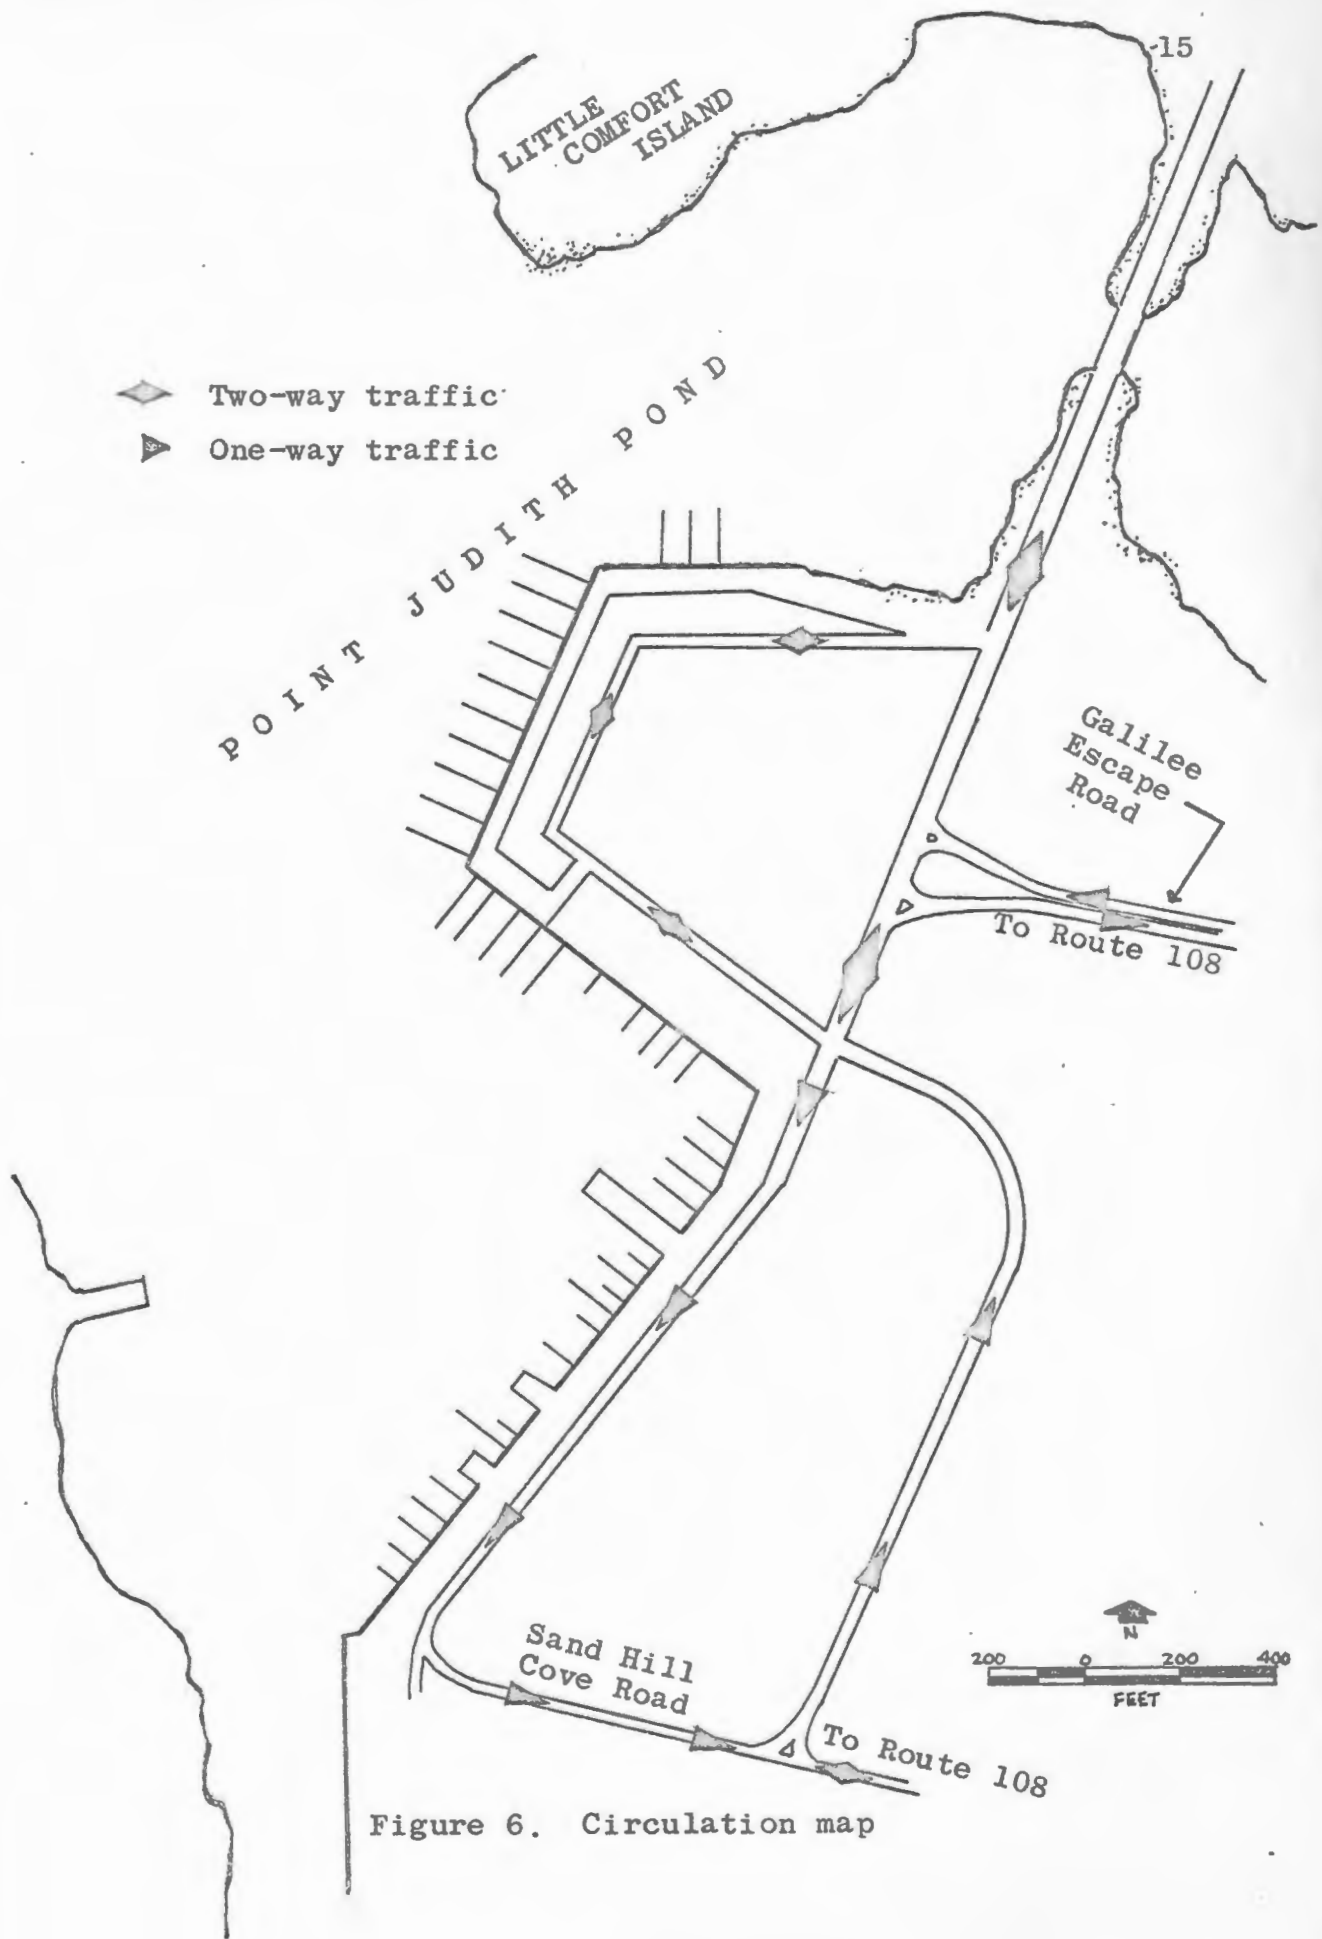 -15
LITTLE
COMFORT
ISLAND
Two-way traffic
One-way traffic
POINT JUDITH POND
Galilee
Escape
Road
To Route 108
Sand Hill
Cove Road
To Route 108
N
200 0 200 400
FEET
Figure 6. Circulation map